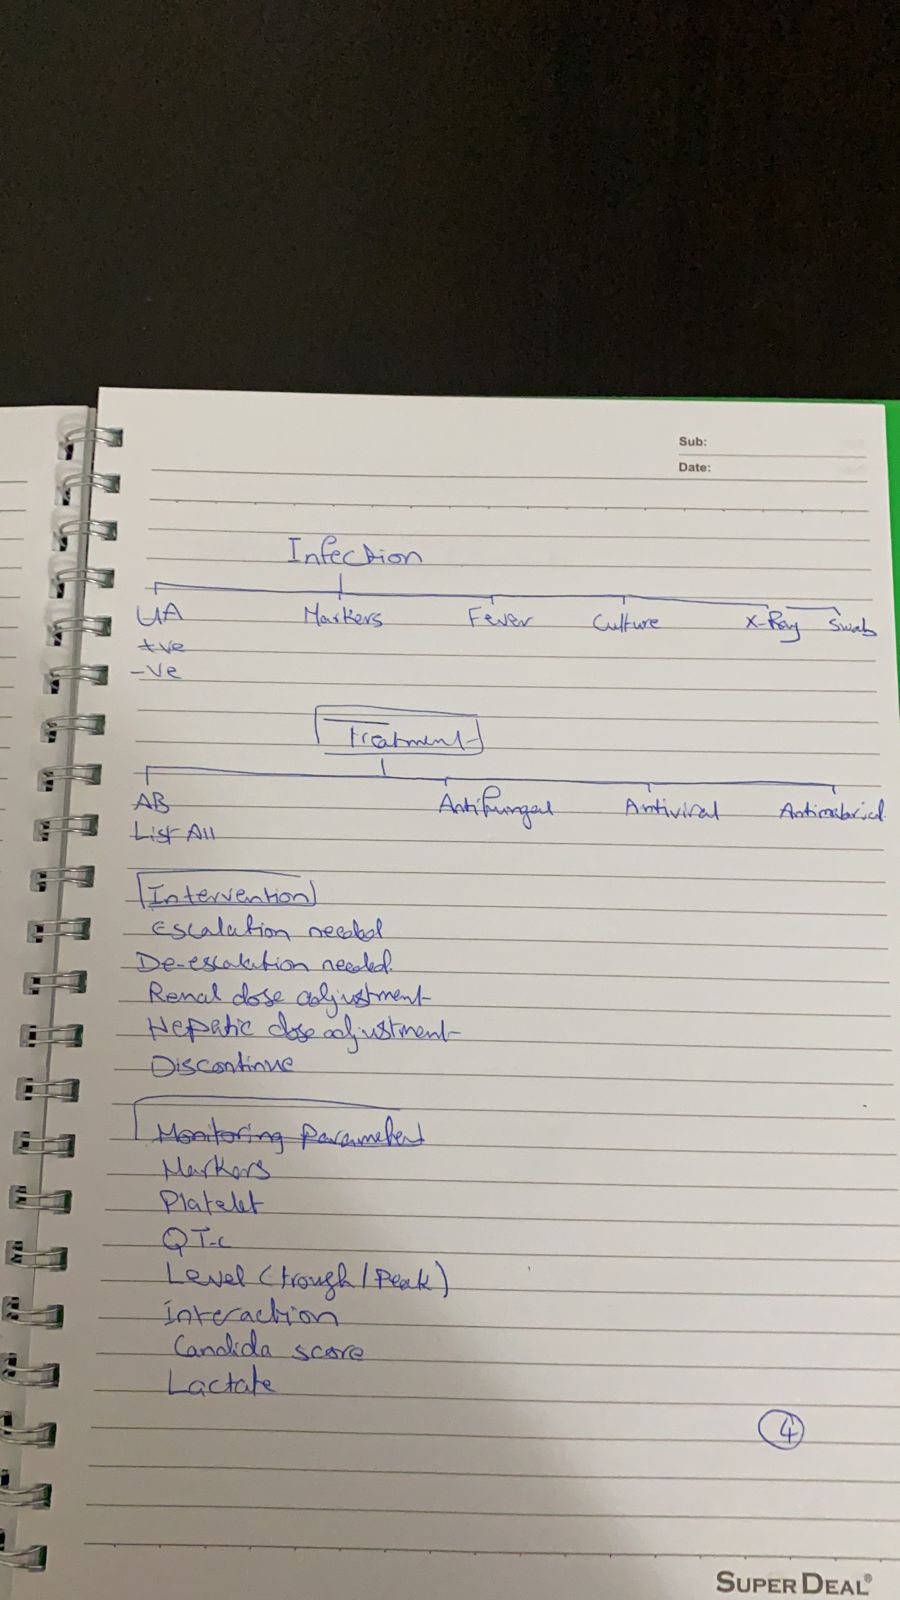 Sub:
Date:
Infection
UA Markers Fever Culture X-Ray Swab
+ve
-ve
Treatment
AB Antifungal Antiviral Antimalarial
List All
Intervention
Escalation needed
De-escalation needed.
Renal dose adjustment
Hepatic dose adjustment
Discontinue
Monitoring Parameter
Markers
Platelet
QT-c
Level (trough / Peak)
Interaction
Candida score
Lactate
4
SUPER DEAL®